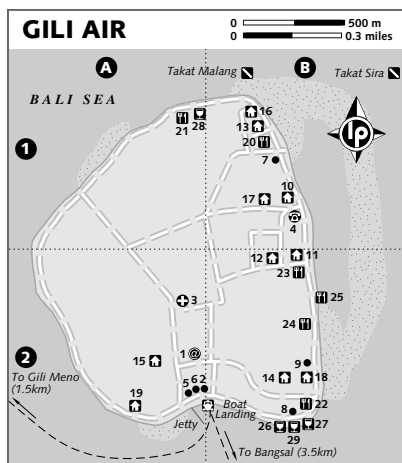 GILI AIR
0 500 m
0 0.3 miles
A
Takat Malang
B
Takat Sira
BALI SEA
16
21
28
13
20
lp
1
7
10
17
4
12
11
23
3
25
24
2
1 @
9
15
To Gili Meno
(1.5km)
5 6 2
14
18
19
Boat
Landing
8
22
Jetty
26
27
29
To Bangsal (3.5km)